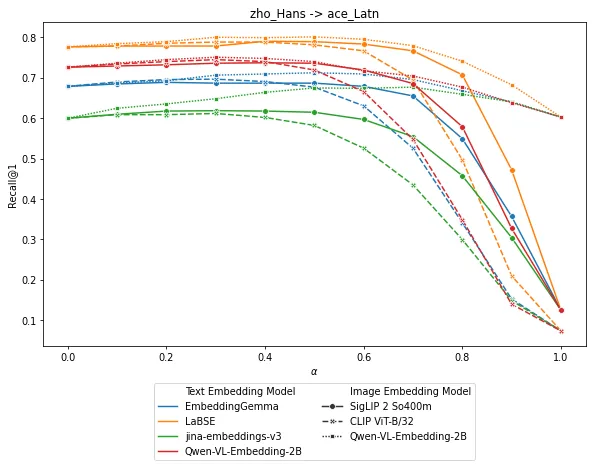 zho_Hans -> ace_Latn
Recall@1
0.8
0.7
0.6
0.5
0.4
0.3
0.2
0.1
0.0 0.2 0.4 0.6 0.8 1.0
α
Text Embedding Model Image Embedding Model
EmbeddingGemma SigLIP 2 So400m
LaBSE CLIP ViT-B/32
jina-embeddings-v3 Qwen-VL-Embedding-2B
Qwen-VL-Embedding-2B